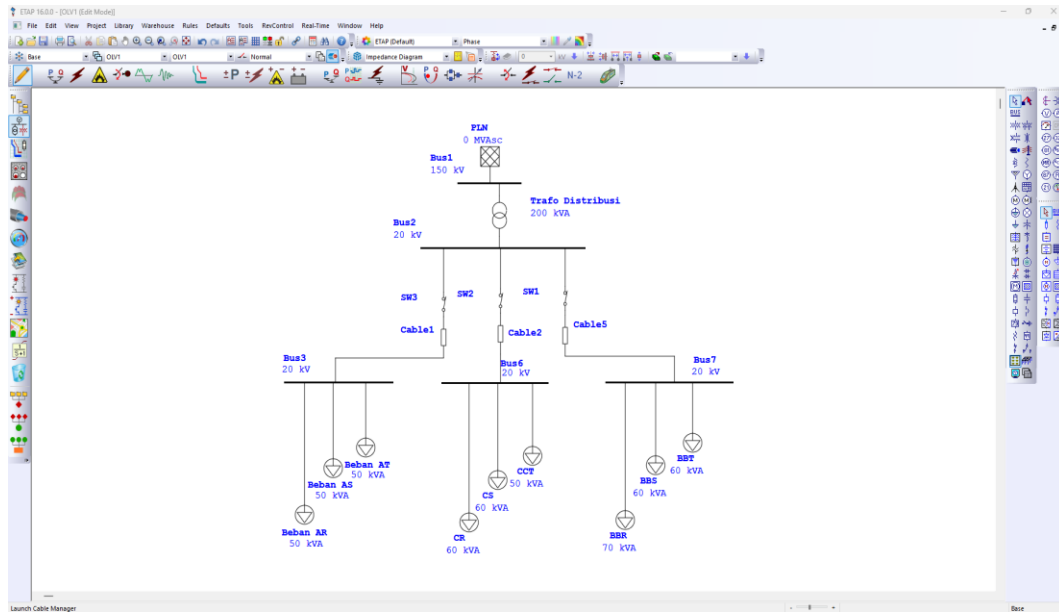 ETAP 16.0.0 - [OLV1 (Edit Mode)]
File Edit View Project Library Warehouse Rules Defaults Tools RevControl Real-Time Window Help
ETAP (Default) Phase
Base OLV1 OLV1 Normal Impedance Diagram 0
N-2
PLN
0 MVAsc
Bus1
150 kV
Trafo Distribusi
200 kVA
Bus2
20 kV
SW3 SW2 SW1
Cable1 Cable2 Cable5
Bus3
20 kV
Bus6
20 kV
Bus7
20 kV
Beban AT
50 kVA
Beban AS
50 kVA
Beban AR
50 kVA
CCT
50 kVA
CS
60 kVA
CR
60 kVA
BBT
60 kVA
BBS
60 kVA
BBR
70 kVA
Launch Cable Manager
Base